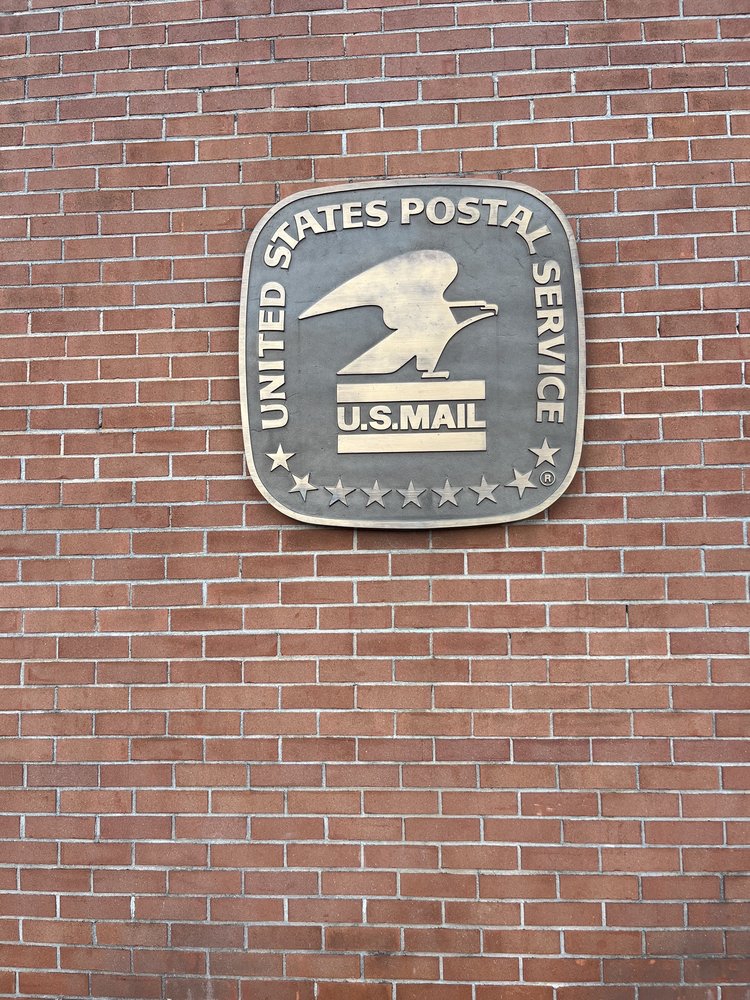 UNITED STATES POSTAL SERVICE
U.S.MAIL
®